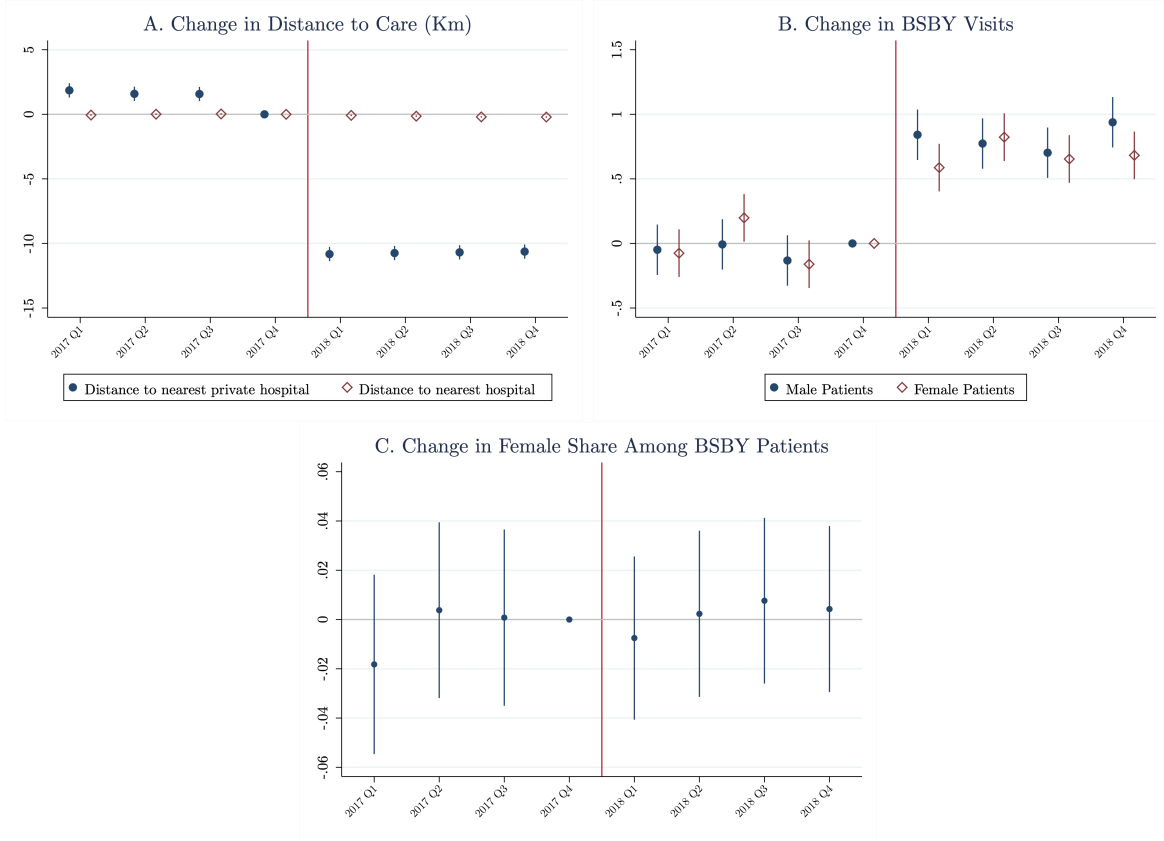 A. Change in Distance to Care (Km)
5
0
-5
-10
-15
2017 Q1
2017 Q2
2017 Q3
2017 Q4
2018 Q1
2018 Q2
2018 Q3
2018 Q4
Distance to nearest private hospital
Distance to nearest hospital
B. Change in BSBY Visits
1.5
1
.5
0
-.5
2017 Q1
2017 Q2
2017 Q3
2017 Q4
2018 Q1
2018 Q2
2018 Q3
2018 Q4
Male Patients
Female Patients
C. Change in Female Share Among BSBY Patients
.06
.04
.02
0
-.02
-.04
-.06
2017 Q1
2017 Q2
2017 Q3
2017 Q4
2018 Q1
2018 Q2
2018 Q3
2018 Q4